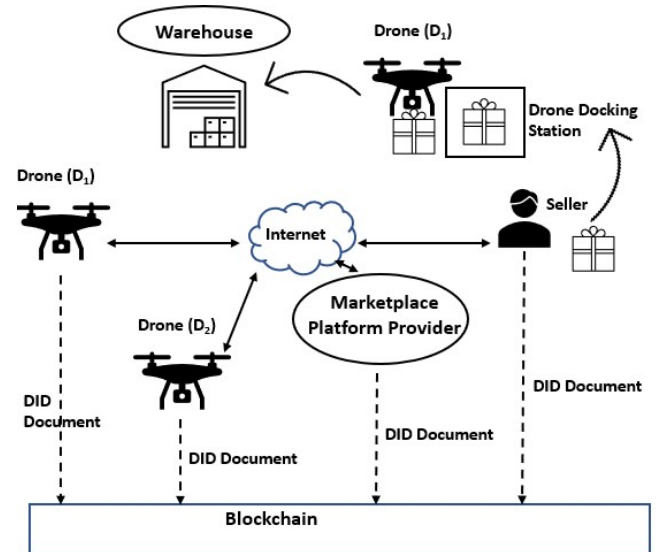 Warehouse
Drone (D₁)
Drone Docking
Station
Drone (D₁)
Seller
Internet
Marketplace
Platform Provider
Drone (D₂)
DID Document
DID
Document
DID Document
DID Document
Blockchain